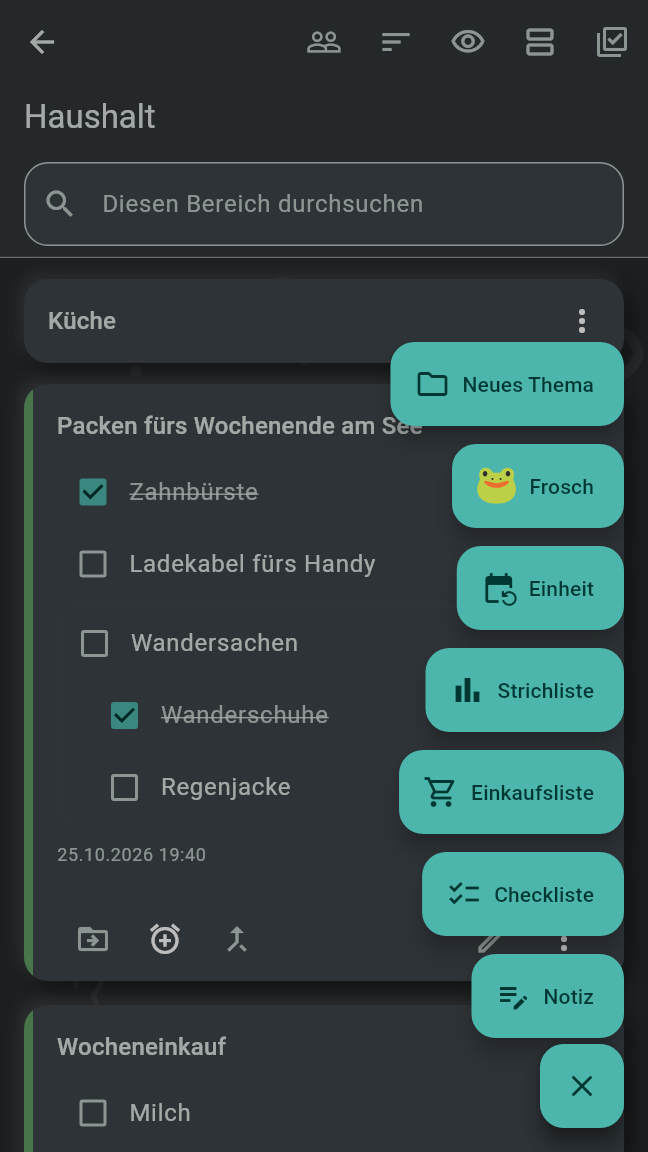 Haushalt
Diesen Bereich durchsuchen
Küche
Neues Thema
Packen fürs Wochenende am See
Frosch
Zahnbürste
Ladekabel fürs Handy
Einheit
Wandersachen
Strichliste
Wanderschuhe
Regenjacke
Einkaufsliste
25.10.2026 19:40
Checkliste
Notiz
Wocheneinkauf
Milch